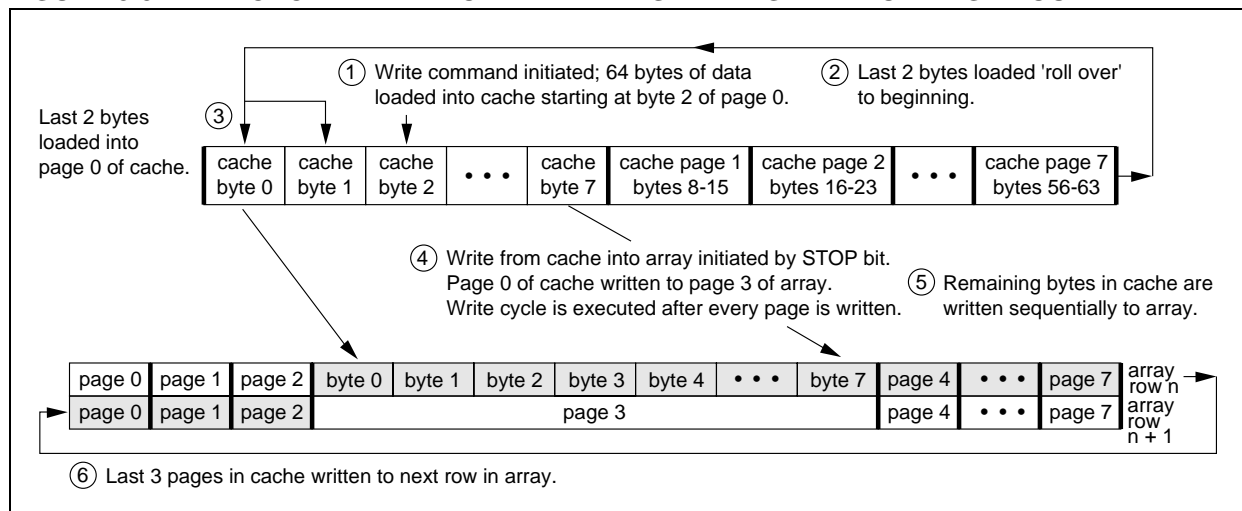 ① Write command initiated; 64 bytes of data
loaded into cache starting at byte 2 of page 0.
② Last 2 bytes loaded 'roll over'
to beginning.
Last 2 bytes
loaded into
page 0 of cache.
③
cache byte 0
cache byte 1
cache byte 2
• • •
cache byte 7
cache page 1 bytes 8-15
cache page 2 bytes 16-23
• • •
cache page 7 bytes 56-63
④ Write from cache into array initiated by STOP bit.
Page 0 of cache written to page 3 of array.
Write cycle is executed after every page is written.
⑤ Remaining bytes in cache are
written sequentially to array.
page 0 page 1 page 2 byte 0 byte 1 byte 2 byte 3 byte 4 • • • byte 7 page 4 • • • page 7 array row n
page 0 page 1 page 2 page 3 page 4 • • • page 7 array row n + 1
⑥ Last 3 pages in cache written to next row in array.